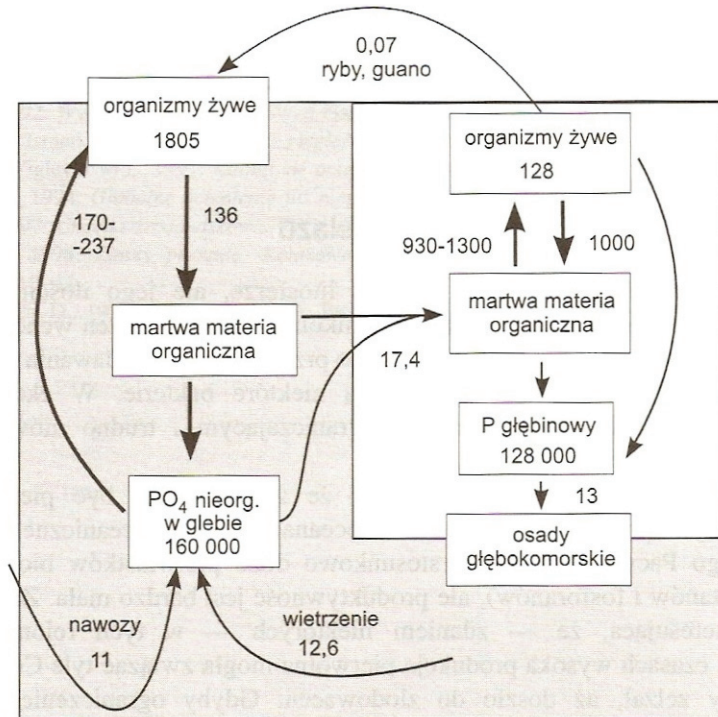 0,07
ryby, guano
organizmy żywe
1805
organizmy żywe
128
170-
-237
136
930-1300
1000
martwa materia
organiczna
martwa materia
organiczna
17,4
P głębinowy
128 000
PO₄ nieorg.
w glebie
160 000
13
osady
głębokomorskie
nawozy
11
wietrzenie
12,6